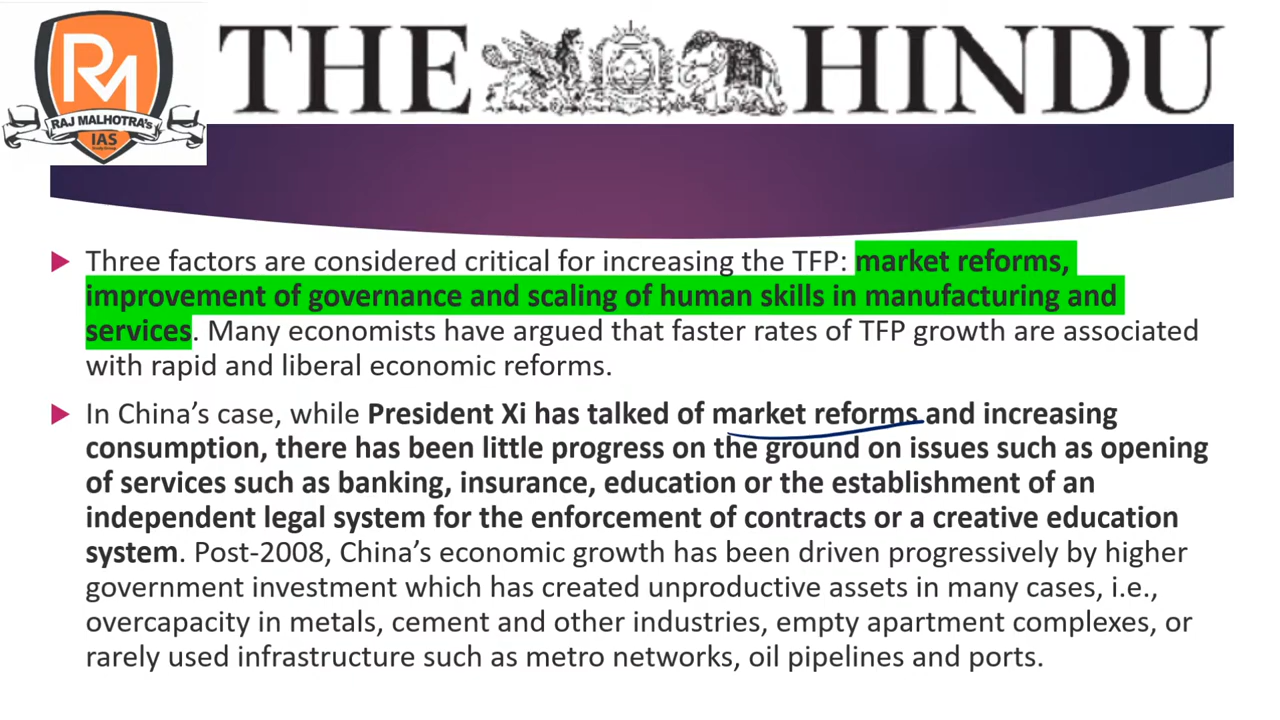 THE HINDU
RM
RAJ MALHOTRA's
IAS
Three factors are considered critical for increasing the TFP: market reforms,
improvement of governance and scaling of human skills in manufacturing and
services. Many economists have argued that faster rates of TFP growth are associated
with rapid and liberal economic reforms.
In China's case, while President Xi has talked of market reforms and increasing
consumption, there has been little progress on the ground on issues such as opening
of services such as banking, insurance, education or the establishment of an
independent legal system for the enforcement of contracts or a creative education
system. Post-2008, China's economic growth has been driven progressively by higher
government investment which has created unproductive assets in many cases, i.e.,
overcapacity in metals, cement and other industries, empty apartment complexes, or
rarely used infrastructure such as metro networks, oil pipelines and ports.